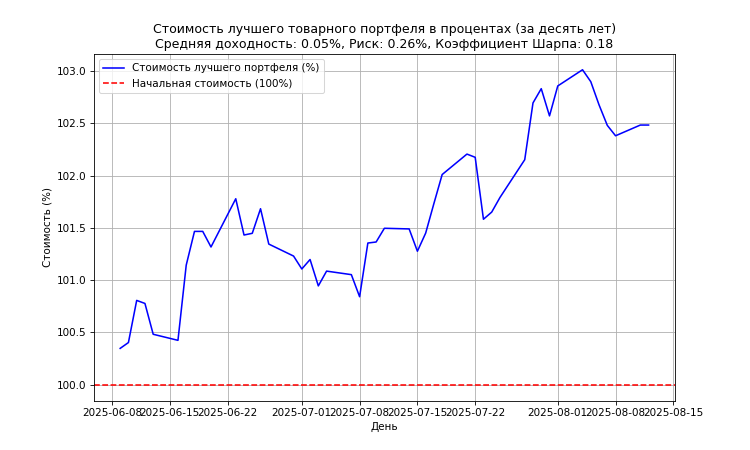 Стоимость лучшего товарного портфеля в процентах (за десять лет)
Средняя доходность: 0.05%, Риск: 0.26%, Коэффициент Шарпа: 0.18
Стоимость лучшего портфеля (%)
Начальная стоимость (100%)
Стоимость (%)
103.0
102.5
102.0
101.5
101.0
100.5
100.0
2025-06-08 2025-06-15 2025-06-22 2025-07-01 2025-07-08 2025-07-15 2025-07-22 2025-08-01 2025-08-08 2025-08-15
День